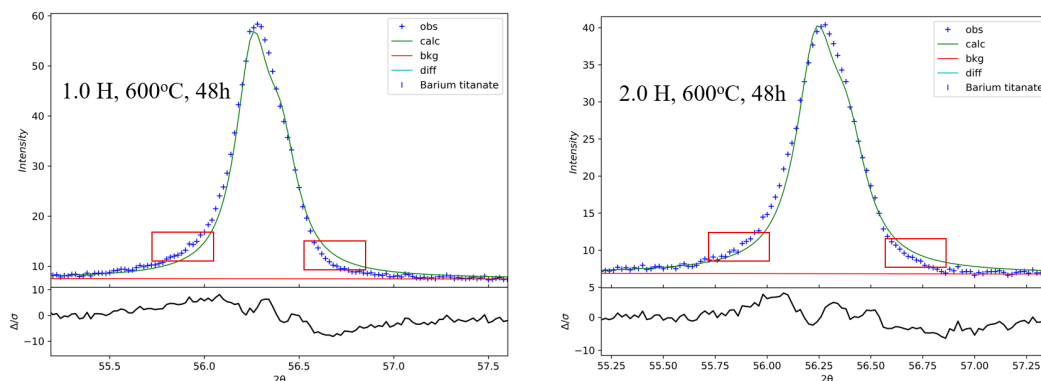 60
50
40
30
20
10
Intensity
1.0 H, 600°C, 48h
obs
calc
bkg
diff
Barium titanate
10
0
−10
Δ/σ
55.5
56.0
56.5
57.0
57.5
2θ
40
35
30
25
20
15
10
5
Intensity
2.0 H, 600°C, 48h
obs
calc
bkg
diff
Barium titanate
5
0
−10
Δ/σ
55.25
55.50
55.75
56.00
56.25
56.50
56.75
57.00
57.25
2θ